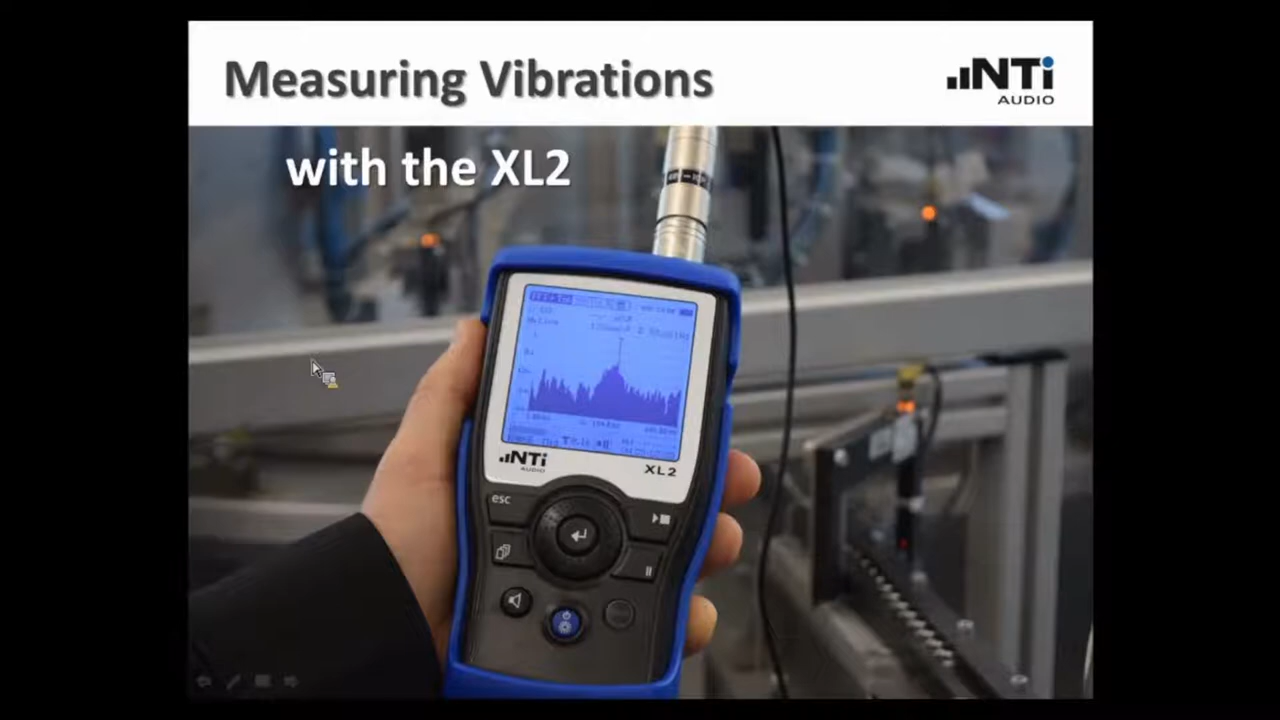 Measuring Vibrations
NTi
AUDIO
with the XL2
NTi
AUDIO
XL2
esc